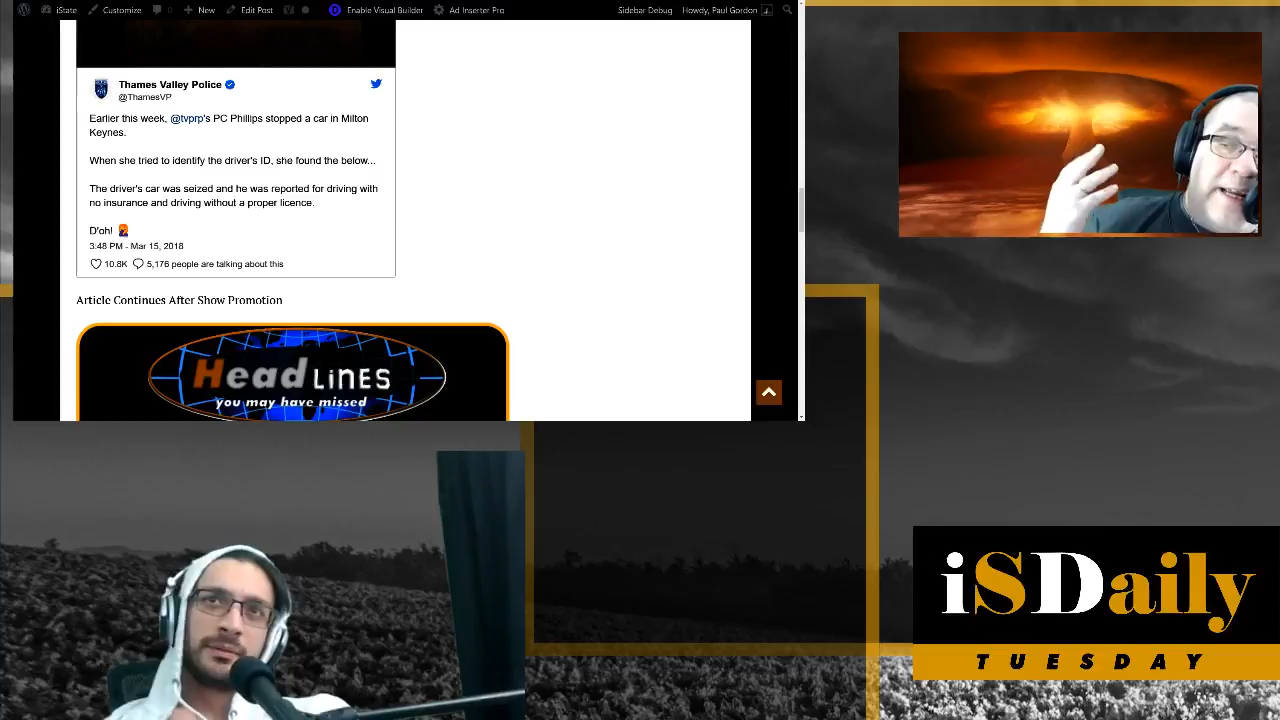 iState Customize 0 New Edit Post Enable Visual Builder Ad Inserter Pro Sidebar Debug Howdy, Paul Gordon
Thames Valley Police
@ThamesVP
Earlier this week, @tvprp's PC Phillips stopped a car in Milton
Keynes.
When she tried to identify the driver's ID, she found the below...
The driver's car was seized and he was reported for driving with
no insurance and driving without a proper licence.
D'oh! 🤦
3:48 PM - Mar 15, 2018
10.8K 5,176 people are talking about this
Article Continues After Show Promotion
HeadLiNES
you may have missed
iSDaily
TUESDAY